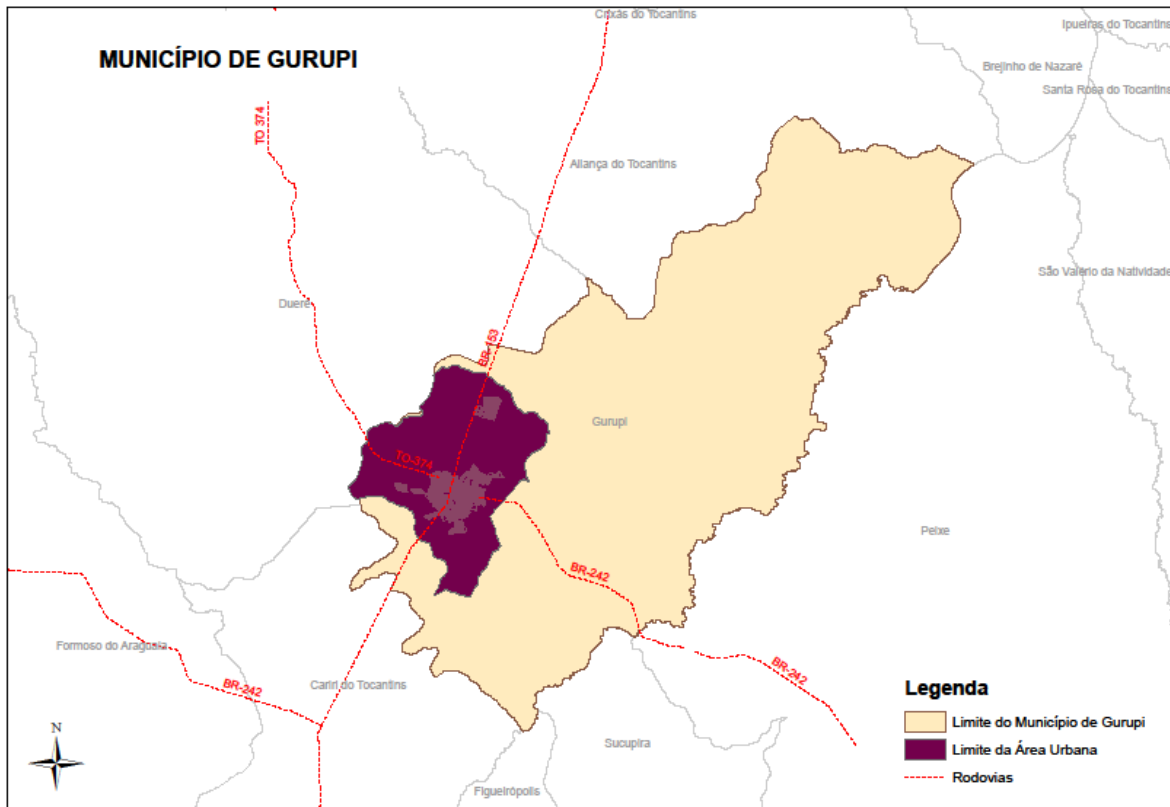 Crixás do Tocantins
Ipueiras do Tocantins
MUNICÍPIO DE GURUPI
Brejinho de Nazaré
Santa Rosa do Tocantins
TO 374
Aliança do Tocantins
São Valério da Natividade
Dueré
BR-153
Gurupi
TO-374
Peixe
BR-242
Formoso do Araguaia
BR-242
BR-242
Cariri do Tocantins
Legenda
Limite do Município de Gurupi
N
Sucupira
Limite da Área Urbana
Rodovias
Figueirópolis